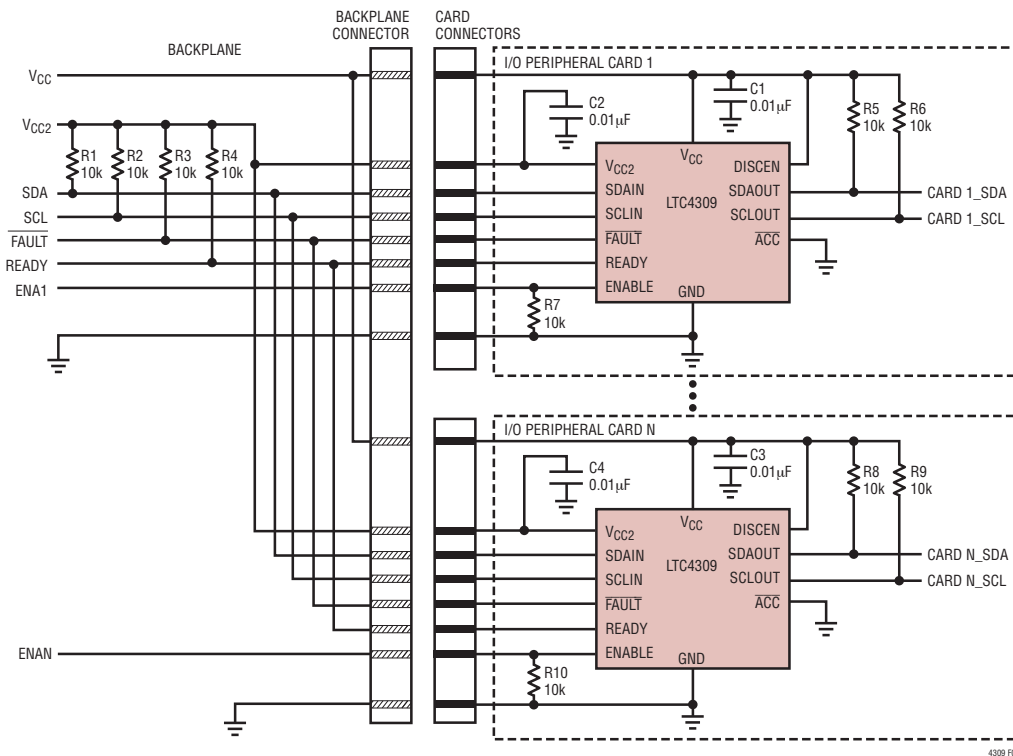 BACKPLANE
BACKPLANE
CONNECTOR
CARD
CONNECTORS
VCC
VCC2
R1
10k
R2
10k
R3
10k
R4
10k
SDA
SCL
FAULT
READY
ENA1
I/O PERIPHERAL CARD 1
C2
0.01μF
C1
0.01μF
R5
10k
R6
10k
VCC2
VCC
DISCEN
SDAIN
SDAOUT
CARD 1_SDA
LTC4309
SCLIN
SCLOUT
CARD 1_SCL
FAULT
ACC
READY
ENABLE
GND
R7
10k
I/O PERIPHERAL CARD N
C4
0.01μF
C3
0.01μF
R8
10k
R9
10k
VCC2
VCC
DISCEN
SDAIN
SDAOUT
CARD N_SDA
LTC4309
SCLIN
SCLOUT
CARD N_SCL
FAULT
ACC
READY
ENABLE
GND
ENAN
R10
10k